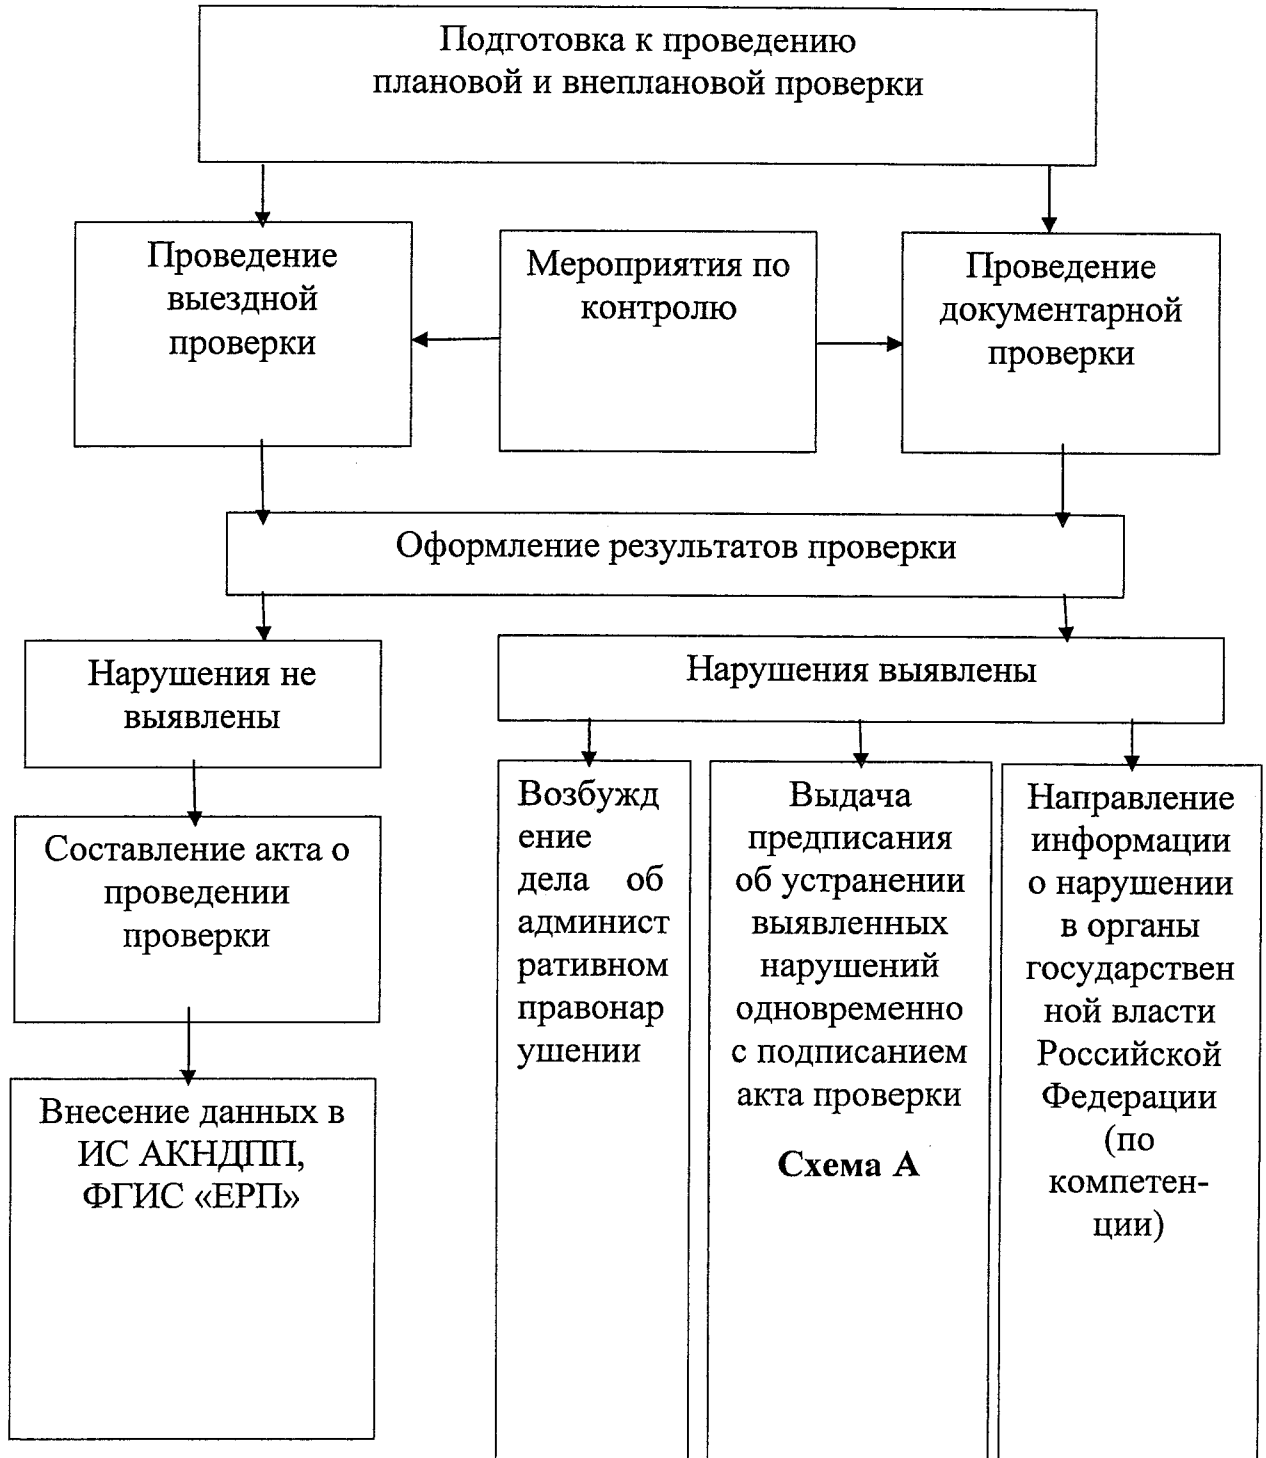 Подготовка к проведению
плановой и внеплановой проверки
Проведение
выездной
проверки
Мероприятия по
контролю
Проведение
документарной
проверки
Оформление результатов проверки
Нарушения не
выявлены
Нарушения выявлены
Составление акта о
проведении
проверки
Внесение данных в
ИС АКНДПП,
ФГИС «ЕРП»
Возбужд
ение
дела об
админист
ративном
правонар
ушении
Выдача
предписания
об устранении
выявленных
нарушений
одновременно
с подписанием
акта проверки
Схема А
Направление
информации
о нарушении
в органы
государствен
ной власти
Российской
Федерации
(по
компетен-
ции)